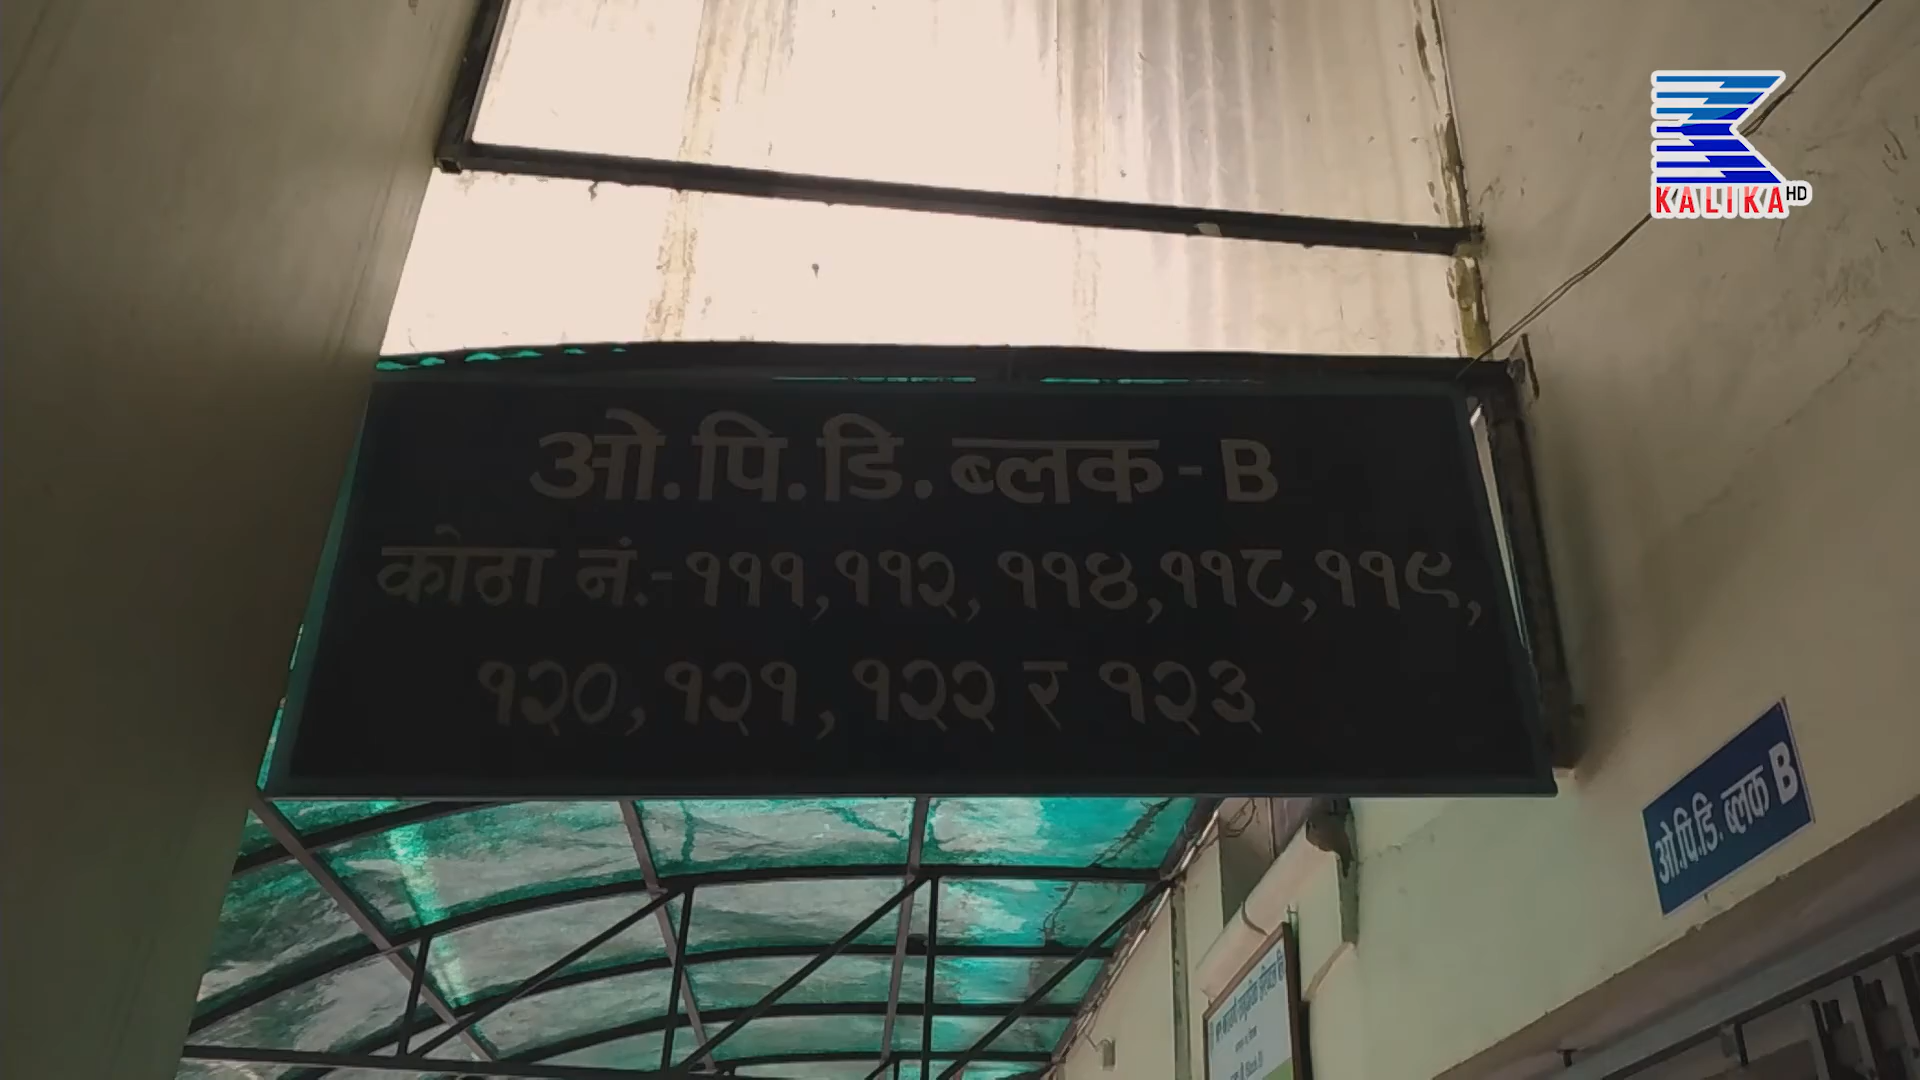 KALIKA HD
ओ.पि.डि. ब्लक - B
कोठा नं.-१११,११२, ११४,११८,११९,
१२०, १२१, १२२ र १२३
ओ.पि.डि. ब्लक B